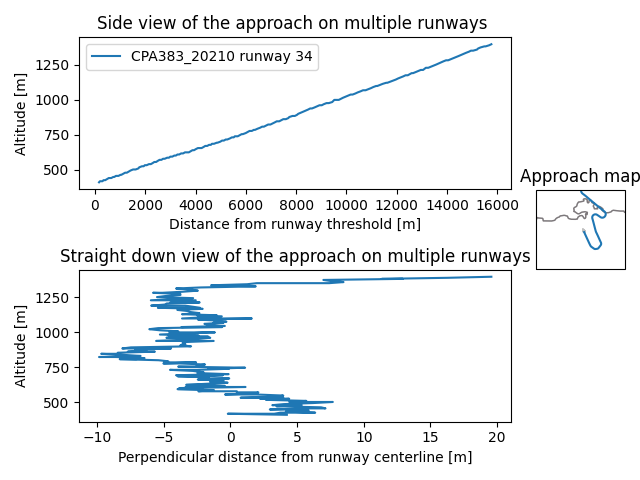 Side view of the approach on multiple runways
CPA383_20210 runway 34
Altitude [m]
1250
1000
750
500
0 2000 4000 6000 8000 10000 12000 14000 16000
Distance from runway threshold [m]
Approach map
Straight down view of the approach on multiple runways
Altitude [m]
1250
1000
750
500
−10 −5 0 5 10 15 20
Perpendicular distance from runway centerline [m]